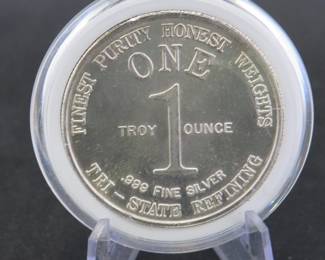 FINEST PURITY HONEST WEIGHTS
ONE
1
TROY OUNCE
.999 FINE SILVER
TRI-STATE REFINING